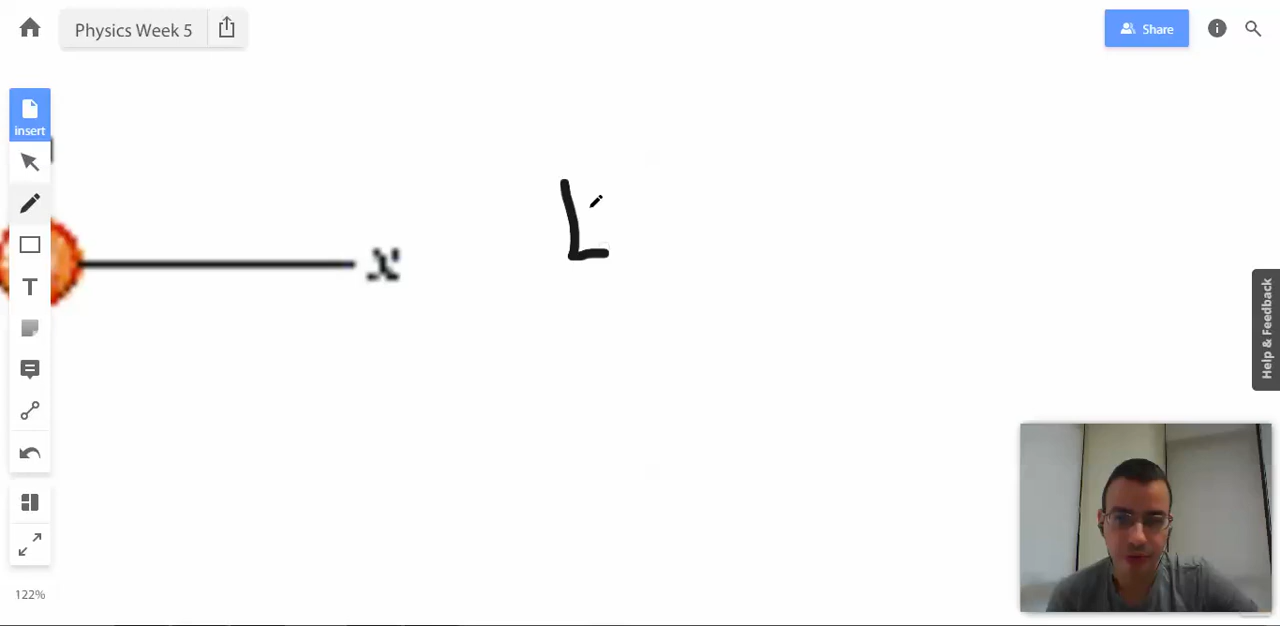 Physics Week 5
Share
insert
x
L
T
Help & Feedback
122%